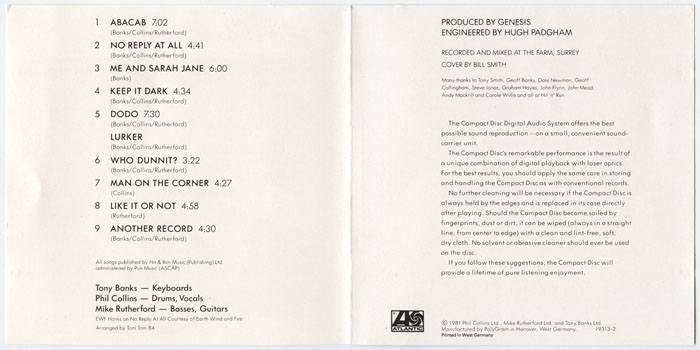 1 ABACAB 7:02
(Banks/Collins/Rutherford)
2 NO REPLY AT ALL 4:41
(Banks/Collins/Rutherford)
3 ME AND SARAH JANE 6:00
(Banks)
4 KEEP IT DARK 4:34
(Banks/Collins/Rutherford)
5 DODO 7:30
(Banks/Collins/Rutherford)
LURKER
(Banks/Collins/Rutherford)
6 WHO DUNNIT? 3:22
(Banks/Collins/Rutherford)
7 MAN ON THE CORNER 4:27
(Collins)
8 LIKE IT OR NOT 4:58
(Rutherford)
9 ANOTHER RECORD 4:30
(Banks/Collins/Rutherford)
All songs published by Hit & Run Music (Publishing) Ltd.
administered by Pun Music (ASCAP)
Tony Banks — Keyboards
Phil Collins — Drums, Vocals
Mike Rutherford — Basses, Guitars
EWF Horns on No Reply At All Courtesy of Earth Wind and Fire
Arranged by Tom Tom 84
PRODUCED BY GENESIS
ENGINEERED BY HUGH PADGHAM
RECORDED AND MIXED AT THE FARM, SURREY
COVER BY BILL SMITH
Many thanks to Tony Smith, Geoff Banks, Dale Newman, Geoff
Callingham, Steve Jones, Graham Hayes, John Flynn, John Mead,
Andy Mackrill and Carole Willis and all at Hit 'n' Run
The Compact Disc Digital Audio System offers the best
possible sound reproduction—on a small, convenient sound-
carrier unit.
The Compact Disc's remarkable performance is the result of
a unique combination of digital playback with laser optics.
For the best results, you should apply the same care in storing
and handling the Compact Disc as with conventional records.
No further cleaning will be necessary if the Compact Disc is
always held by the edges and is replaced in its case directly
after playing. Should the Compact Disc become soiled by
fingerprints, dust or dirt, it can be wiped (always in a straight
line, from center to edge) with a clean and lint-free, soft,
dry cloth. No solvent or abrasive cleaner should ever be used
on the disc.
If you follow these suggestions, the Compact Disc will
provide a lifetime of pure listening enjoyment.
ATLANTIC
© 1981 Phil Collins Ltd., Mike Rutherford Ltd. and Tony Banks Ltd.
Manufactured by PolyGram in Hanover, West Germany. 19313-2
Printed in West Germany